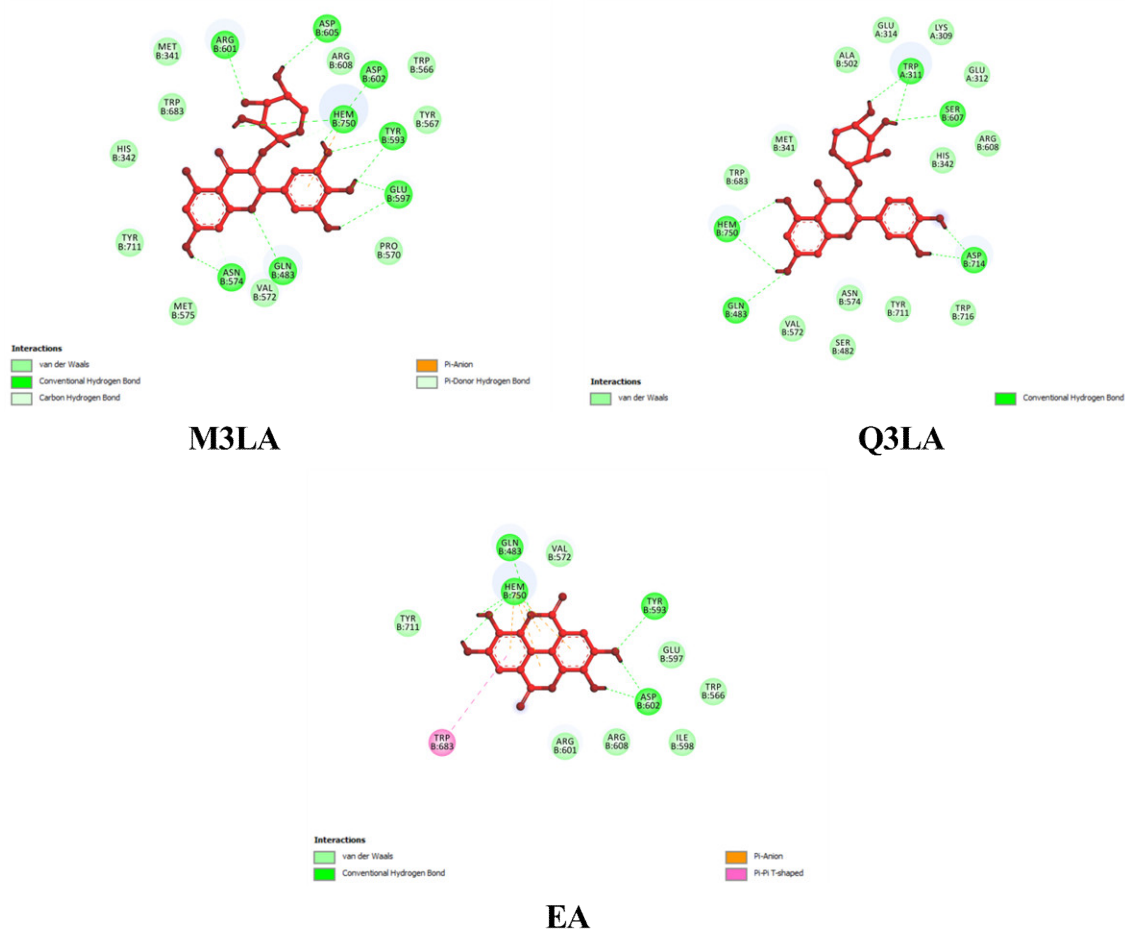 ASP
B:605
ARG
B:601
MET
B:341
ARG
B:608
TRP
B:566
ASP
B:602
TRP
B:683
HEM
B:750
TYR
B:567
TYR
B:593
HIS
B:342
GLU
B:597
TYR
B:711
PRO
B:570
GLN
B:483
ASN
B:574
VAL
B:572
MET
B:575
Interactions
van der Waals
Conventional Hydrogen Bond
Carbon Hydrogen Bond
Pi-Anion
Pi-Donor Hydrogen Bond
M3LA
GLU
A:314
LYS
A:309
ALA
B:502
TRP
A:311
GLU
A:312
SER
B:607
MET
B:341
ARG
B:608
HIS
B:342
TRP
B:683
HEM
B:750
ASP
B:714
GLN
B:483
ASN
B:574
TYR
B:711
TRP
B:716
VAL
B:572
SER
B:482
Interactions
van der Waals
Conventional Hydrogen Bond
Q3LA
GLN
B:483
VAL
B:572
HEM
B:750
TYR
B:593
TYR
B:711
GLU
B:597
TRP
B:566
ASP
B:602
TRP
B:683
ARG
B:601
ARG
B:608
ILE
B:598
Interactions
van der Waals
Conventional Hydrogen Bond
Pi-Anion
Pi-Pi T-shaped
EA